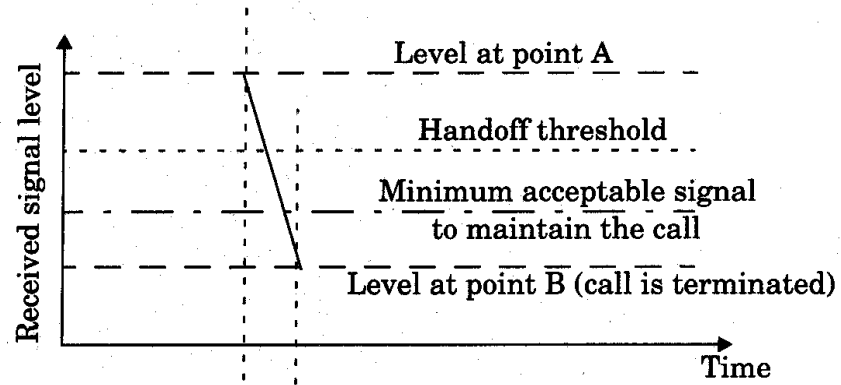 Received signal level
Level at point A
Handoff threshold
Minimum acceptable signal
to maintain the call
Level at point B (call is terminated)
Time